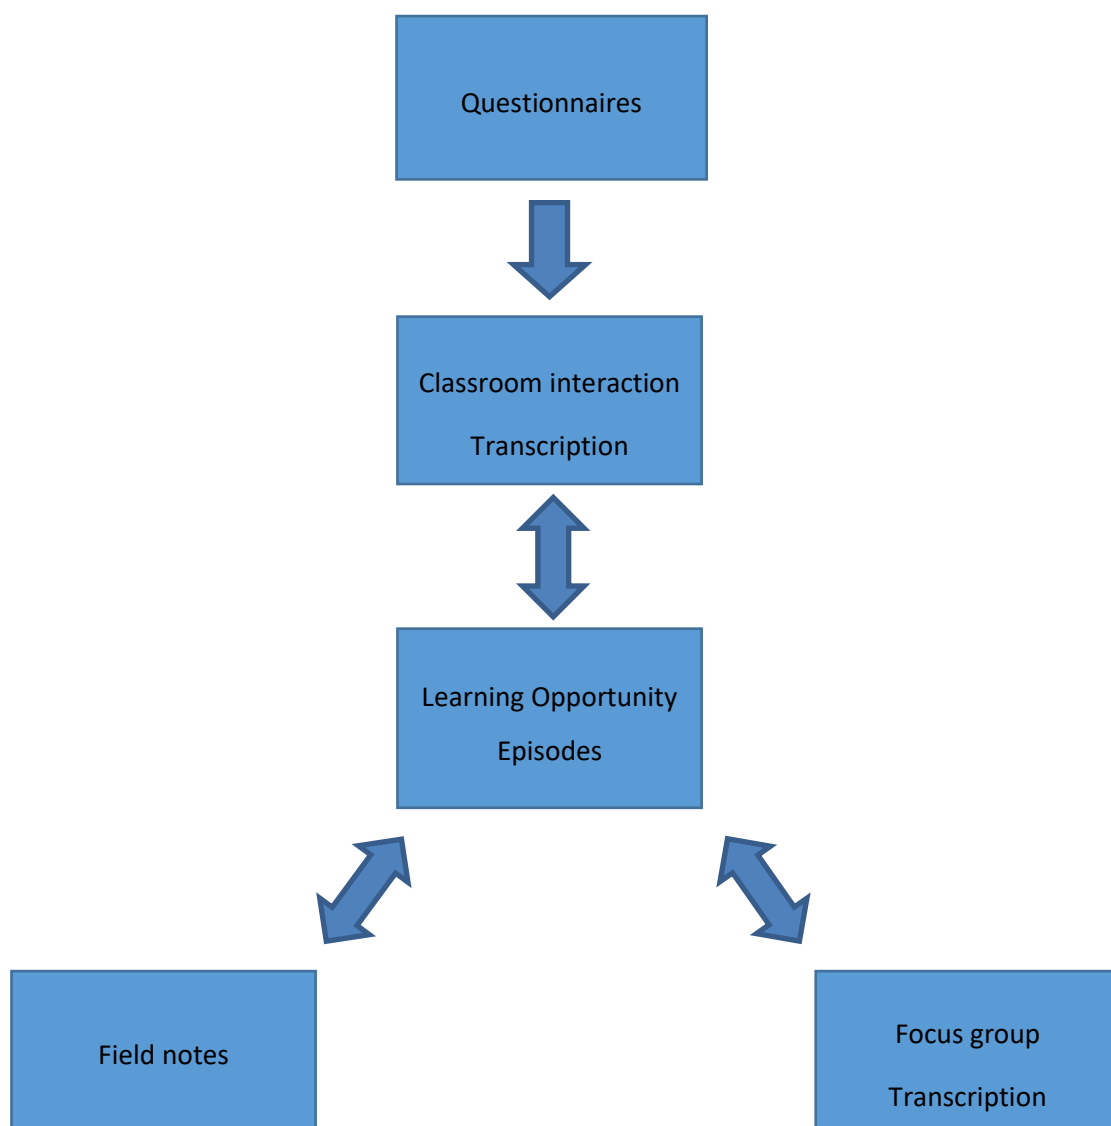 Questionnaires
Classroom interaction
Transcription
Learning Opportunity
Episodes
Field notes
Focus group
Transcription